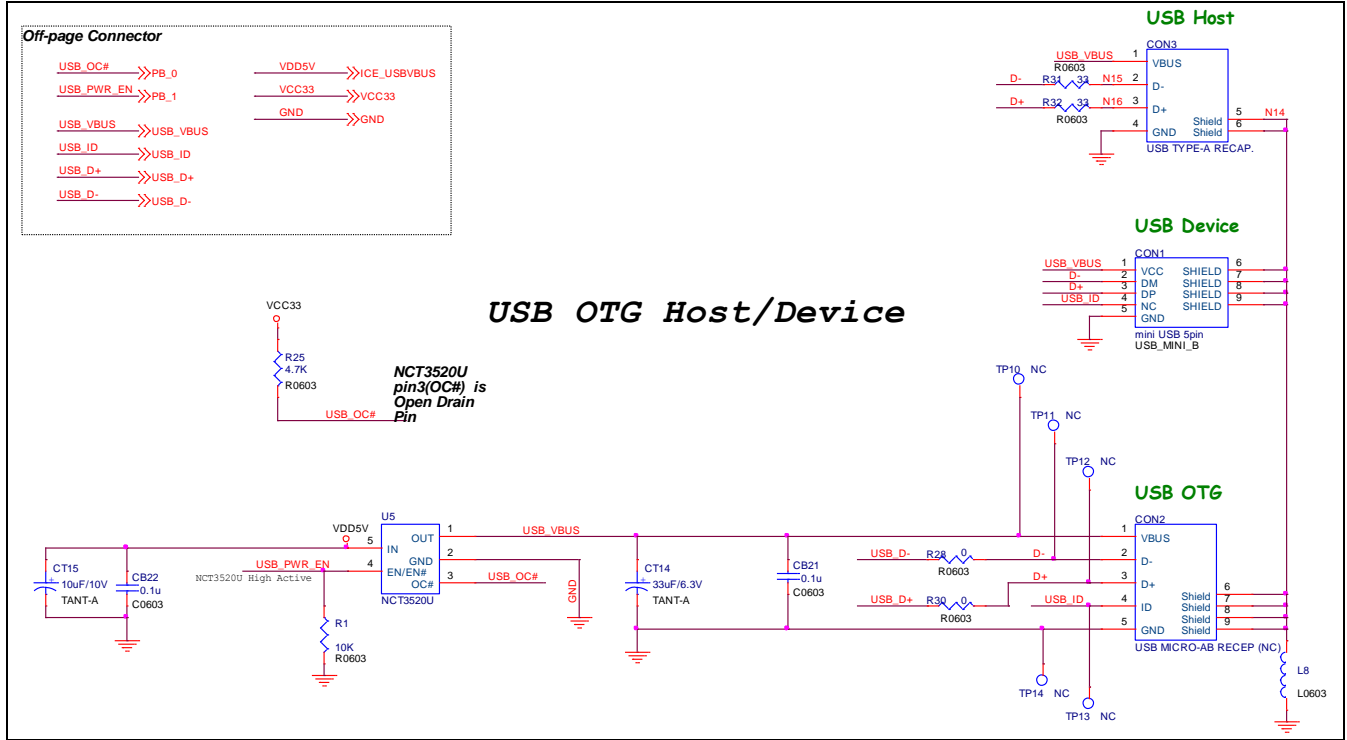 Off-page Connector
USB_OC#
PB_0
USB_PWR_EN
PB_1
USB_VBUS
USB_VBUS
USB_ID
USB_ID
USB_D+
USB_D+
USB_D-
USB_D-
VDD5V
ICE_USBVBUS
VCC33
VCC33
GND
GND
USB Host
CON3
USB_VBUS
1
VBUS
R0603
D-
R31
33
N15
2
D-
D+
R32
33
N16
3
D+
R0603
4
GND
Shield
5
N14
Shield
6
USB TYPE-A RECAP.
USB Device
CON1
USB_VBUS
1
VCC
SHIELD
6
D-
2
DM
SHIELD
7
D+
3
DP
SHIELD
8
USB_ID
4
NC
SHIELD
9
5
GND
mini USB 5pin
USB_MINI_B
USB OTG Host/Device
VCC33
R25
4.7K
R0603
USB_OC#
NCT3520U
pin3(OC#) is
Open Drain
Pin
TP10 NC
TP11 NC
TP12 NC
USB OTG
CON2
1
VBUS
2
D-
3
D+
4
ID
5
GND
Shield
6
Shield
7
Shield
8
Shield
9
USB MICRO-AB RECEP (NC)
U5
VDD5V
5
IN
OUT
1
USB_VBUS
GND
2
USB_PWR_EN
4
EN/EN#
OC#
3
USB_OC#
NCT3520U High Active
NCT3520U
GND
CT15
+
10uF/10V
TANT-A
CB22
0.1u
C0603
R1
10K
R0603
CT14
+
33uF/6.3V
TANT-A
CB21
0.1u
C0603
USB_D-
R28
0
D-
R0603
D+
USB_D+
R30
0
USB_ID
R0603
TP14 NC
TP13 NC
L8
L0603